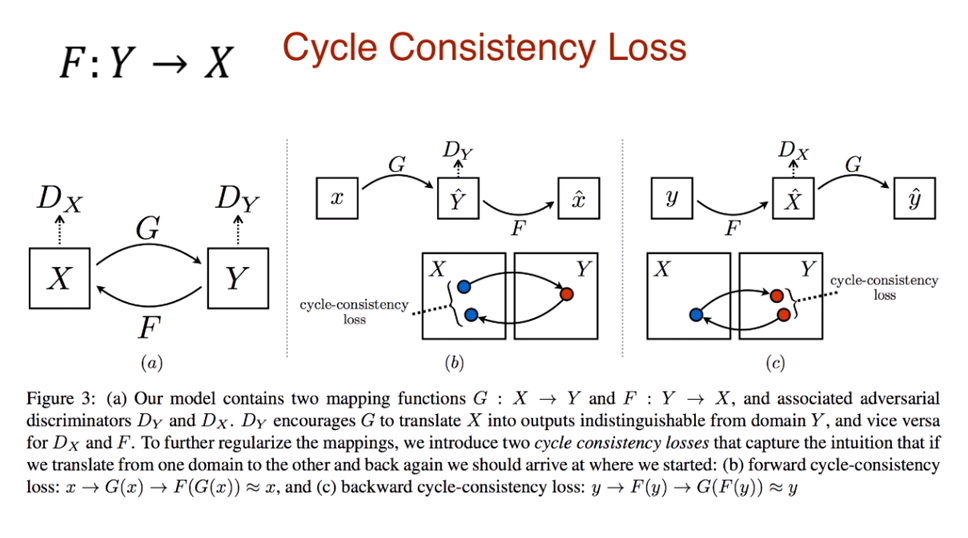 F: Y → X
Cycle Consistency Loss
D_X
D_Y
G
X
Y
F
(a)
D_Y
G
x
Ŷ
x̂
F
X
Y
cycle-consistency
loss
(b)
D_X
G
y
X̂
ŷ
F
X
Y
cycle-consistency
loss
(c)
Figure 3: (a) Our model contains two mapping functions G : X → Y and F : Y → X, and associated adversarial
discriminators D_Y and D_X. D_Y encourages G to translate X into outputs indistinguishable from domain Y, and vice versa
for D_X and F. To further regularize the mappings, we introduce two cycle consistency losses that capture the intuition that if
we translate from one domain to the other and back again we should arrive at where we started: (b) forward cycle-consistency
loss: x → G(x) → F(G(x)) ≈ x, and (c) backward cycle-consistency loss: y → F(y) → G(F(y)) ≈ y